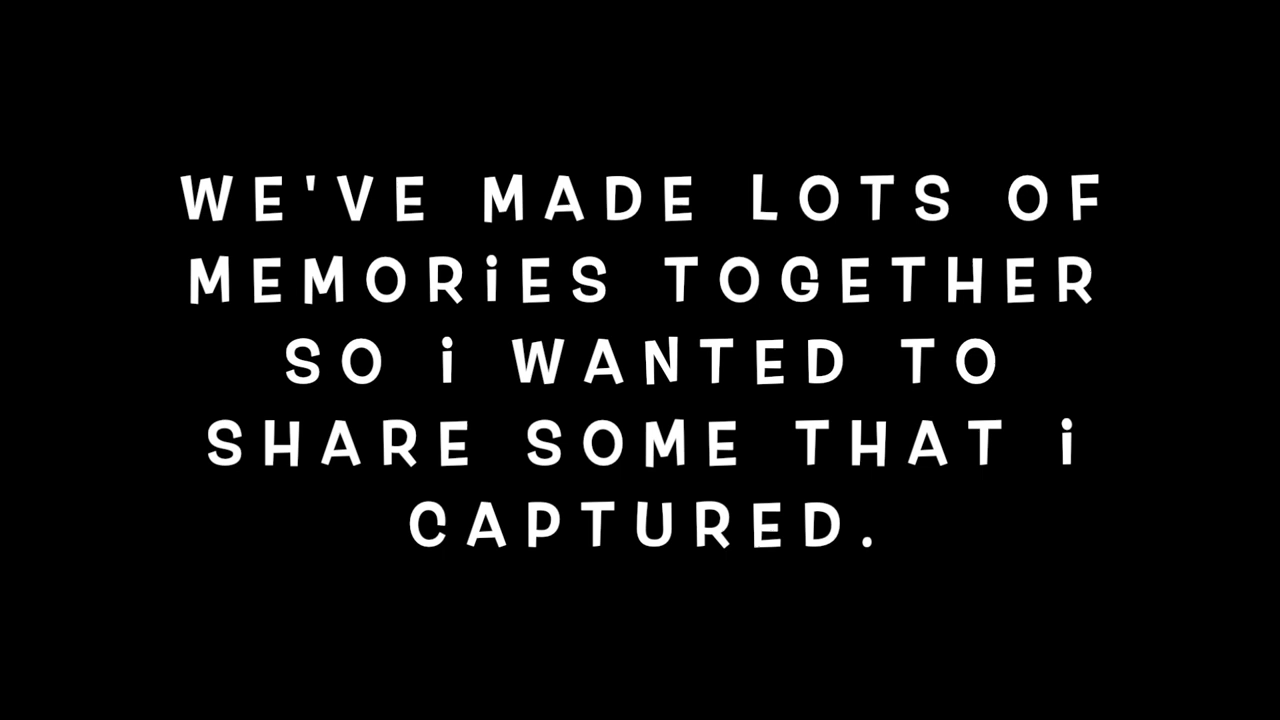 WE'VE MADE LOTS OF
MEMORiES TOGETHER
SO i WANTED TO
SHARE SOME THAT i
CAPTURED.